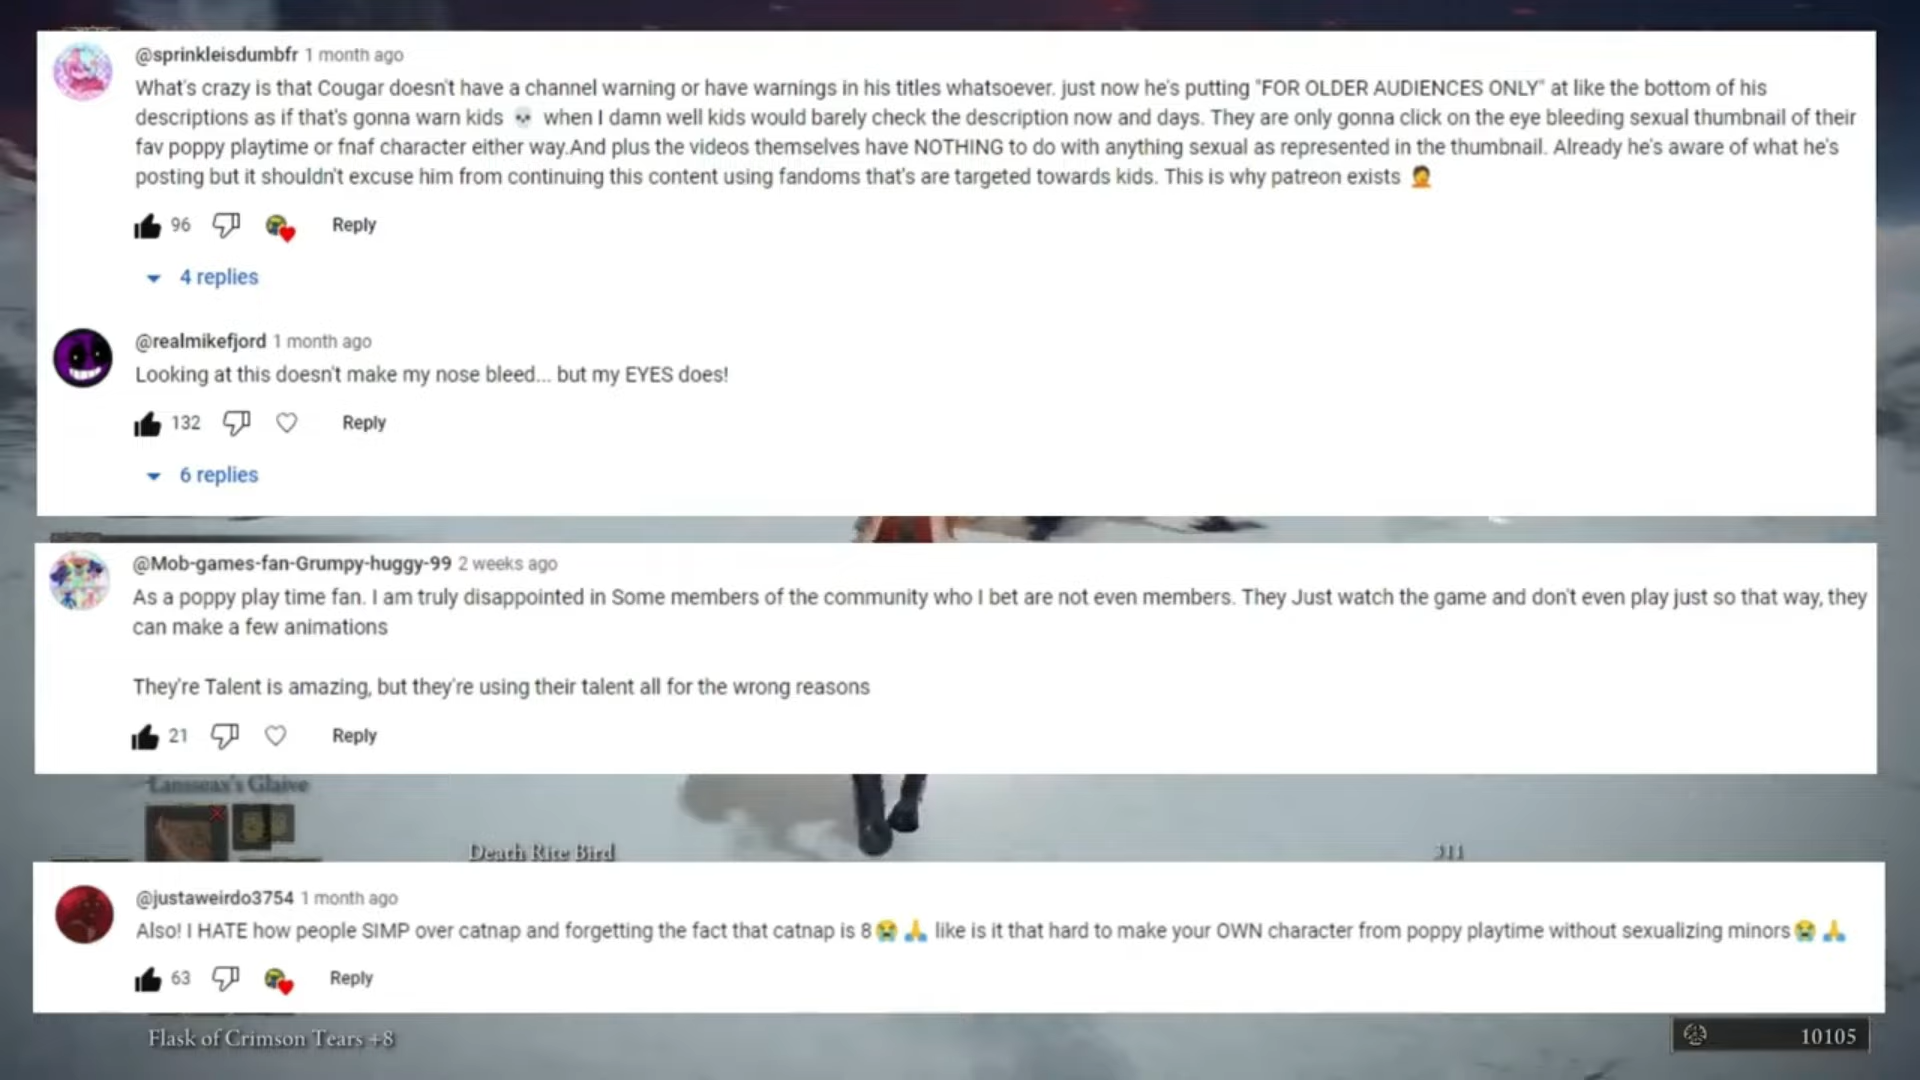 @sprinkleisdumbfr 1 month ago
What's crazy is that Cougar doesn't have a channel warning or have warnings in his titles whatsoever. just now he's putting "FOR OLDER AUDIENCES ONLY" at like the bottom of his
descriptions as if that's gonna warn kids 💀 when I damn well kids would barely check the description now and days. They are only gonna click on the eye bleeding sexual thumbnail of their
fav poppy playtime or fnaf character either way.And plus the videos themselves have NOTHING to do with anything sexual as represented in the thumbnail. Already he's aware of what he's
posting but it shouldn't excuse him from continuing this content using fandoms that's are targeted towards kids. This is why patreon exists 🤦
96 Reply
4 replies
@realmikefjord 1 month ago
Looking at this doesn't make my nose bleed... but my EYES does!
132 Reply
6 replies
@Mob-games-fan-Grumpy-huggy-99 2 weeks ago
As a poppy play time fan. I am truly disappointed in Some members of the community who I bet are not even members. They Just watch the game and don't even play just so that way, they
can make a few animations
They're Talent is amazing, but they're using their talent all for the wrong reasons
21 Reply
Lansseax's Glaive
Death Rite Bird 311
@justaweirdo3754 1 month ago
Also! I HATE how people SIMP over catnap and forgetting the fact that catnap is 8😭🙏 like is it that hard to make your OWN character from poppy playtime without sexualizing minors😭🙏
63 Reply
Flask of Crimson Tears +8
10105